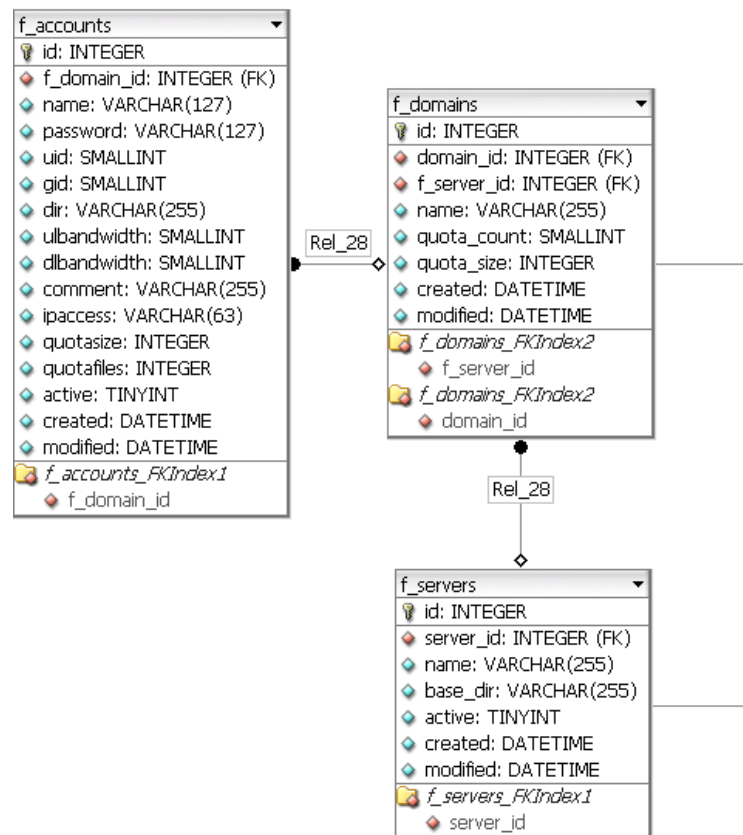 f_accounts
id: INTEGER
f_domain_id: INTEGER (FK)
name: VARCHAR(127)
password: VARCHAR(127)
uid: SMALLINT
gid: SMALLINT
dir: VARCHAR(255)
ulbandwidth: SMALLINT
dlbandwidth: SMALLINT
comment: VARCHAR(255)
ipaccess: VARCHAR(63)
quotasize: INTEGER
quotafiles: INTEGER
active: TINYINT
created: DATETIME
modified: DATETIME
f_accounts_FKIndex1
f_domain_id
Rel_28
f_domains
id: INTEGER
domain_id: INTEGER (FK)
f_server_id: INTEGER (FK)
name: VARCHAR(255)
quota_count: SMALLINT
quota_size: INTEGER
created: DATETIME
modified: DATETIME
f_domains_FKIndex2
f_server_id
f_domains_FKIndex2
domain_id
Rel_28
f_servers
id: INTEGER
server_id: INTEGER (FK)
name: VARCHAR(255)
base_dir: VARCHAR(255)
active: TINYINT
created: DATETIME
modified: DATETIME
f_servers_FKIndex1
server_id